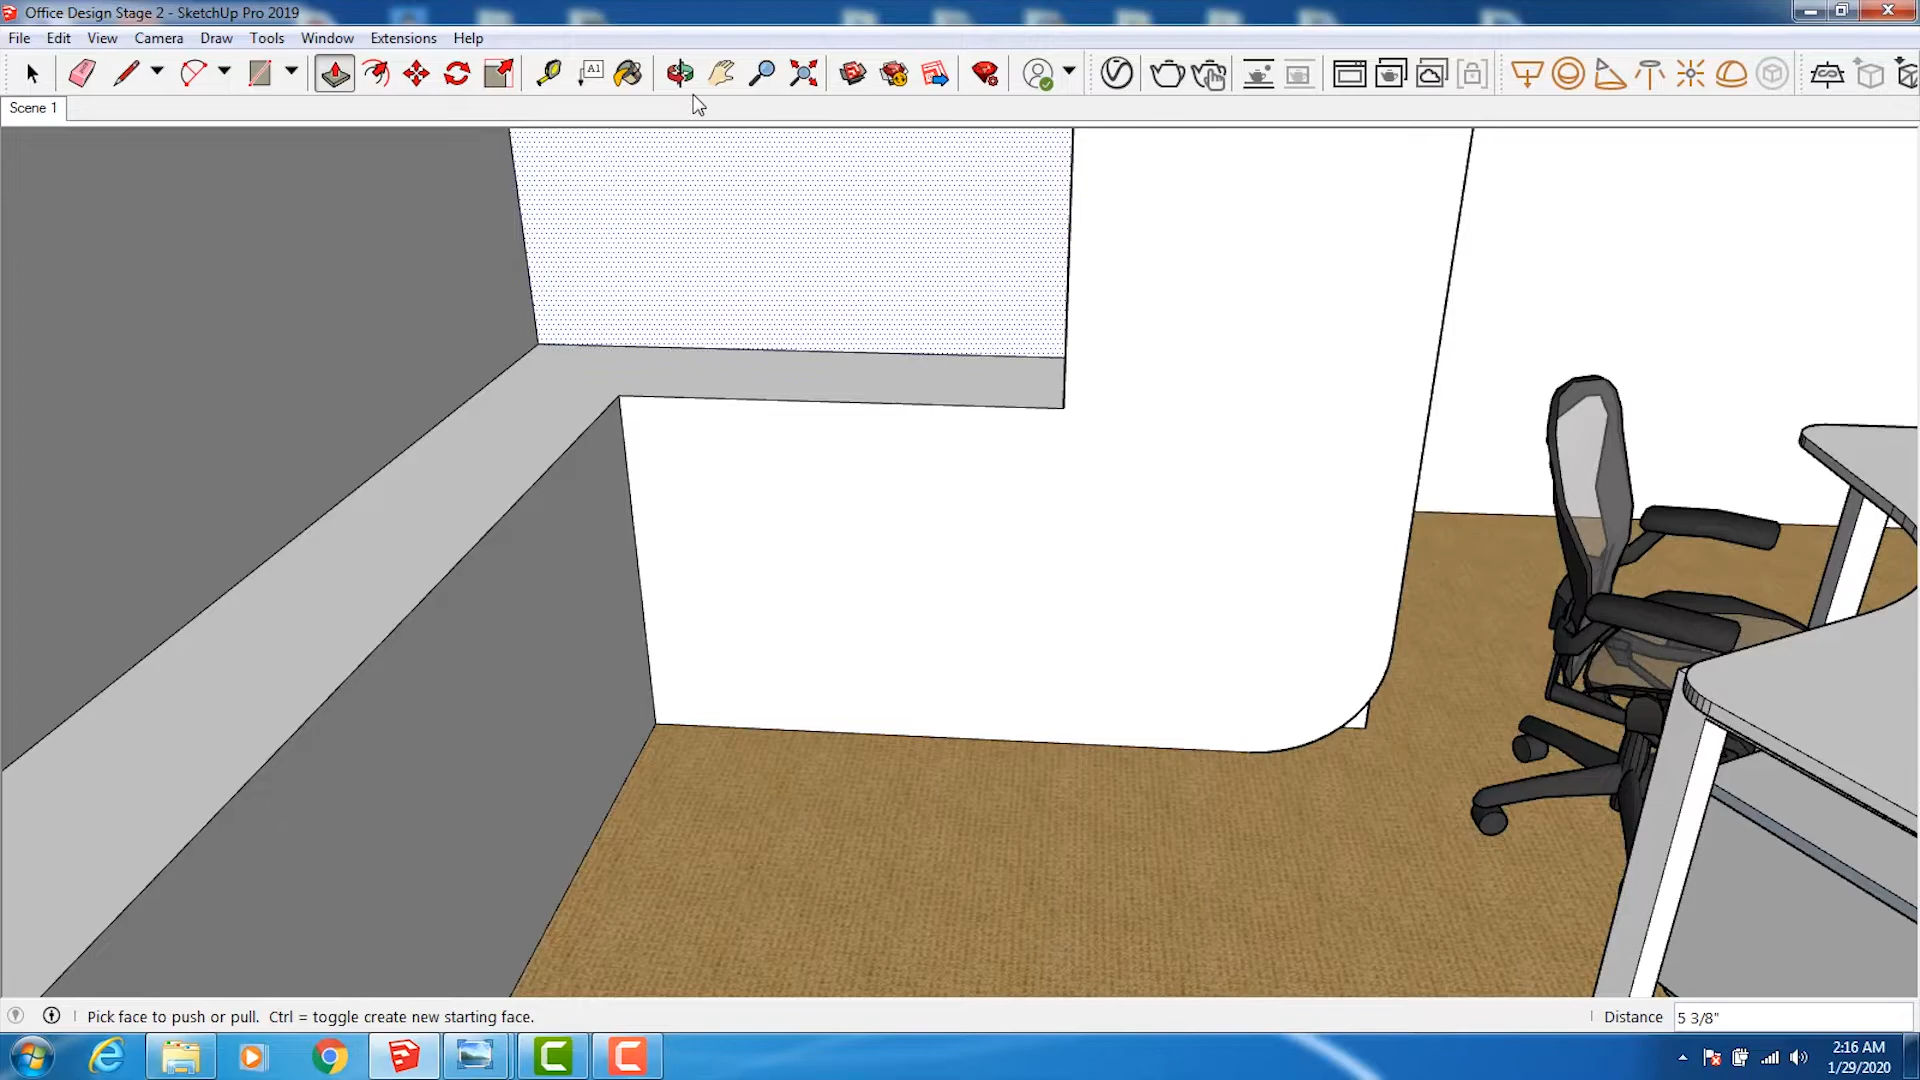 Office Design Stage 2 - SketchUp Pro 2019
File Edit View Camera Draw Tools Window Extensions Help
A1
Scene 1
Pick face to push or pull. Ctrl = toggle create new starting face.
Distance 5 3/8"
2:16 AM
1/29/2020